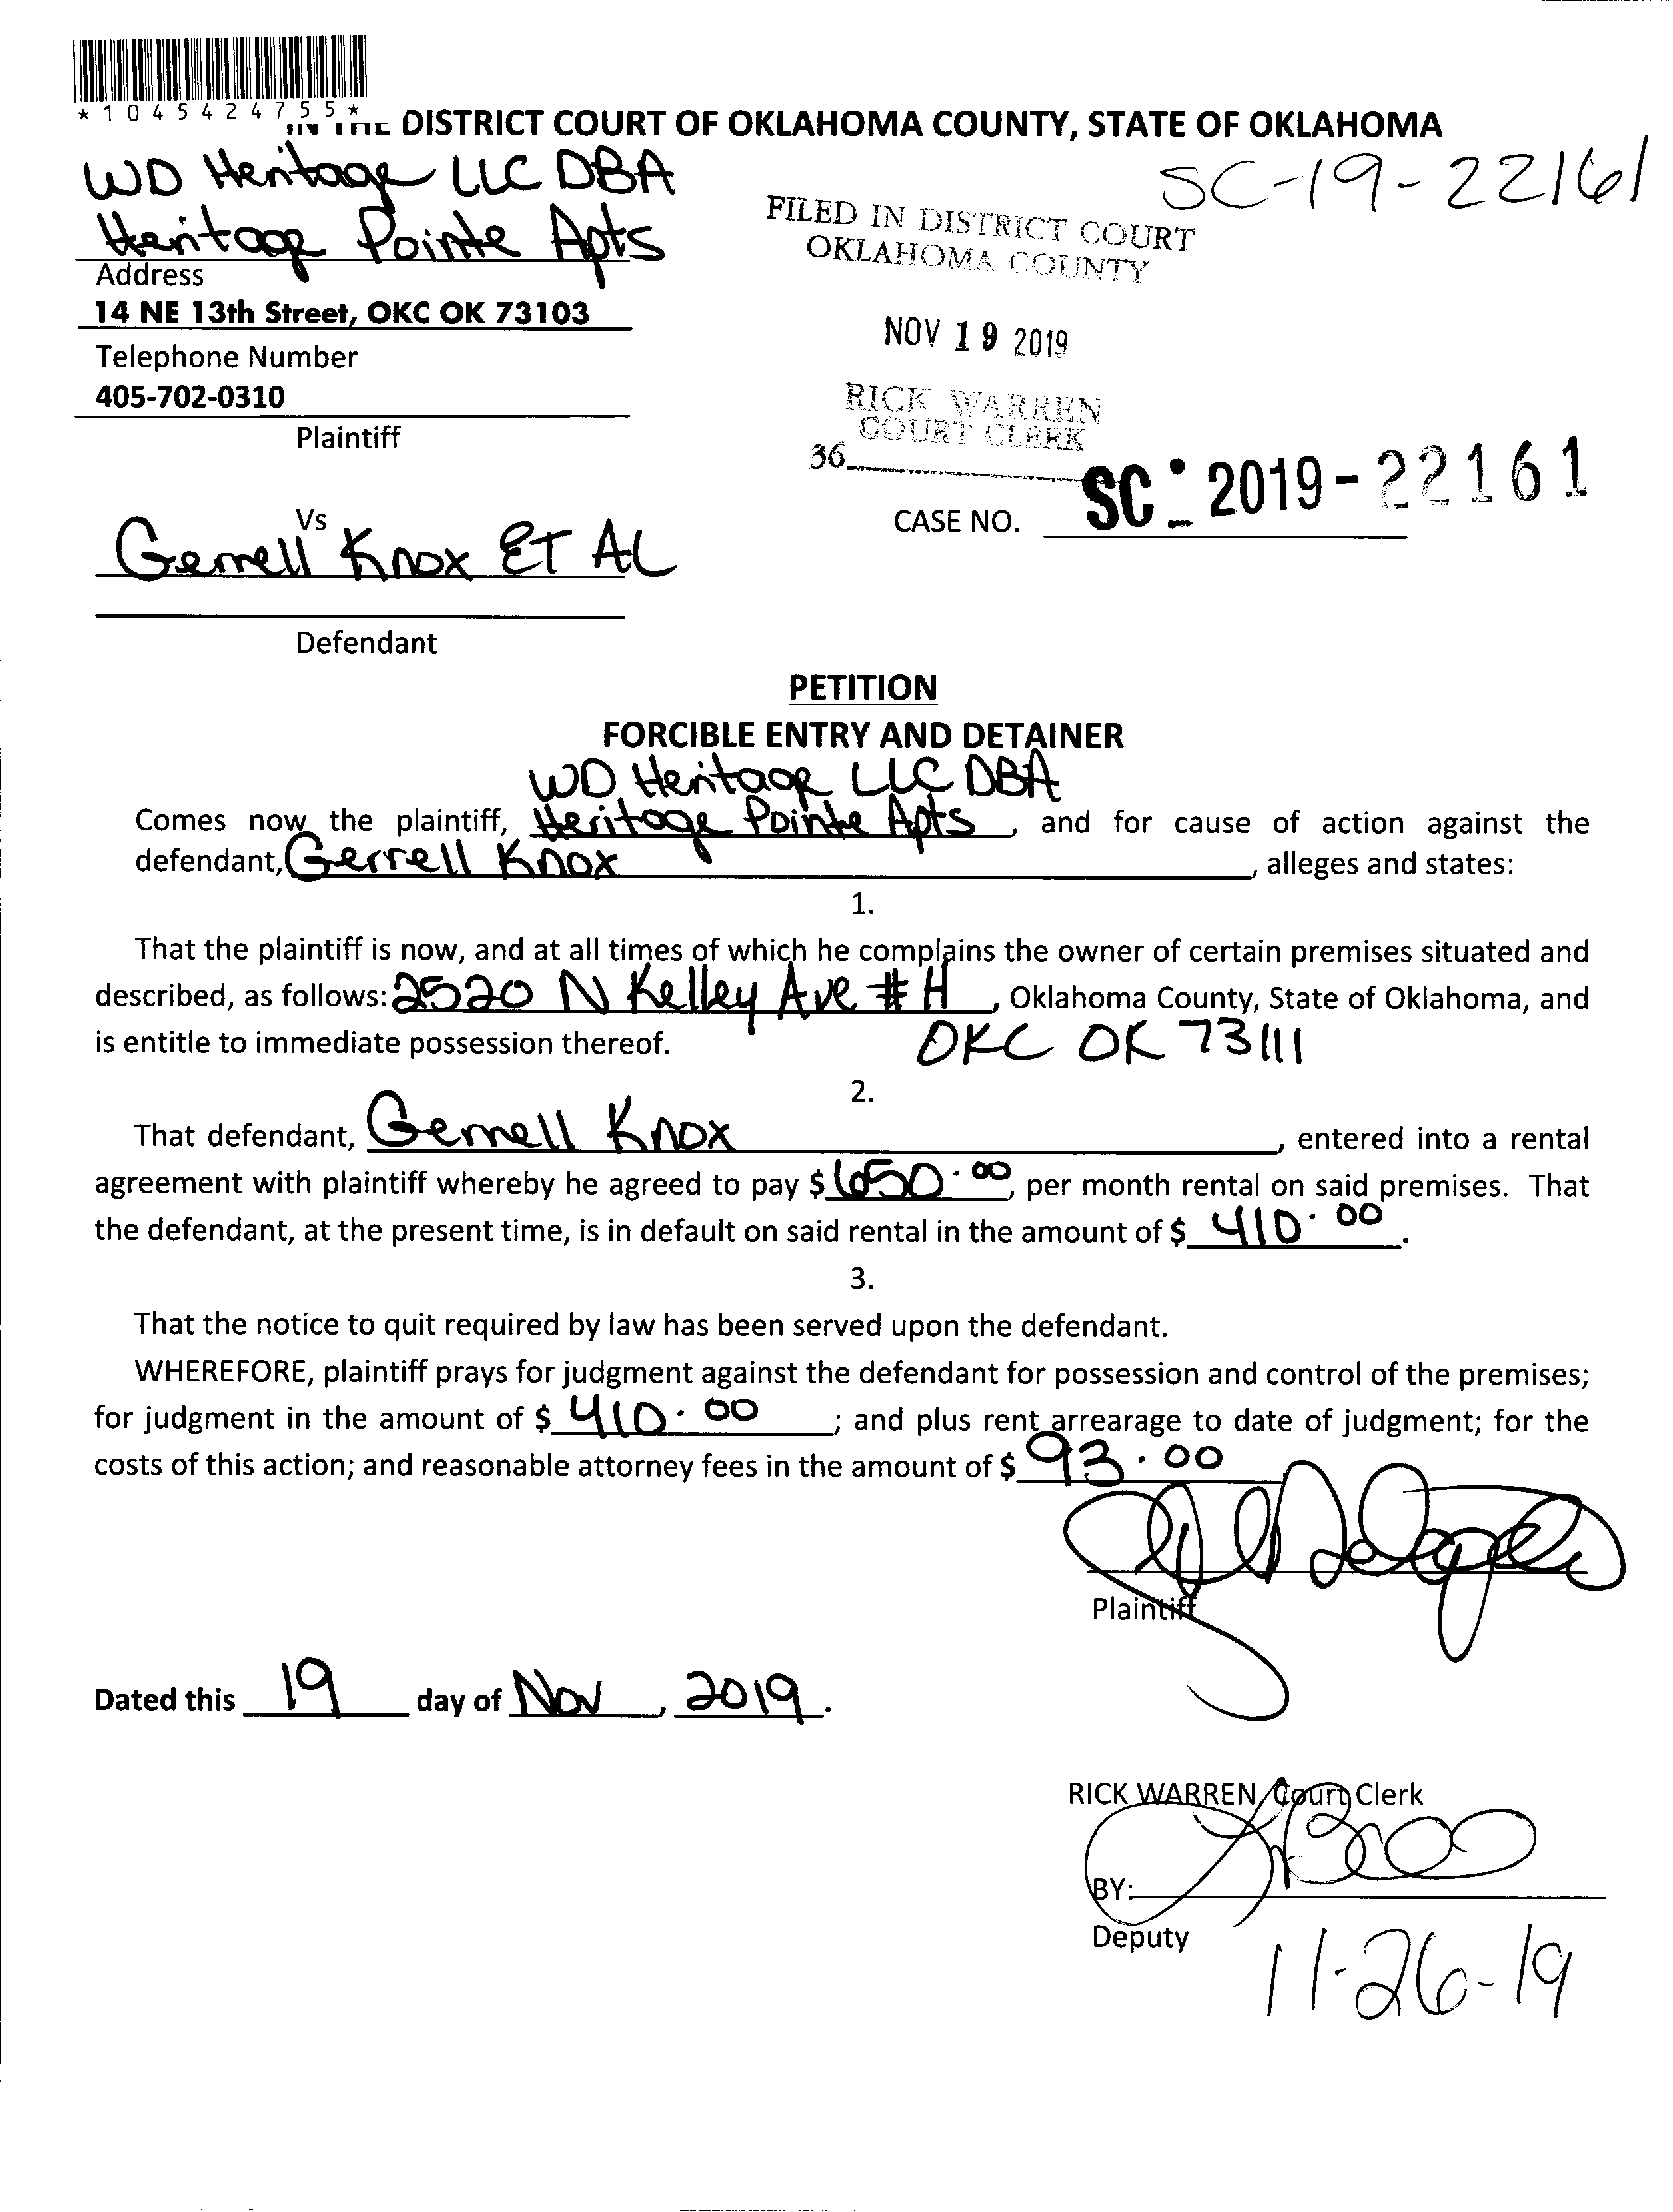 *1045424755*
IN THE DISTRICT COURT OF OKLAHOMA COUNTY, STATE OF OKLAHOMA
WD Heritage LLC DBA
SC-19-22161
Heritage Pointe Apts
FILED IN DISTRICT COURT
OKLAHOMA COUNTY
Address
14 NE 13th Street, OKC OK 73103
NOV 19 2019
Telephone Number
405-702-0310
RICK WARREN
COURT CLERK
Plaintiff
36
SC - 2019-22161
CASE NO.
Vs
Gerrell Knox ET AL
Defendant
PETITION
FORCIBLE ENTRY AND DETAINER
WD Heritage LLC DBA
Comes now the plaintiff, Heritage Pointe Apts, and for cause of action against the
defendant, Gerrell Knox, alleges and states:
1.
That the plaintiff is now, and at all times of which he complains the owner of certain premises situated and
described, as follows: 2520 N Kelley Ave # H, Oklahoma County, State of Oklahoma, and
is entitle to immediate possession thereof. OKC OK 73111
2.
That defendant, Gerrell Knox, entered into a rental
agreement with plaintiff whereby he agreed to pay $650.00, per month rental on said premises. That
the defendant, at the present time, is in default on said rental in the amount of $ 410.00.
3.
That the notice to quit required by law has been served upon the defendant.
WHEREFORE, plaintiff prays for judgment against the defendant for possession and control of the premises;
for judgment in the amount of $ 410.00; and plus rent arrearage to date of judgment; for the
costs of this action; and reasonable attorney fees in the amount of $ 93.00
Plaintiff
Dated this 19 day of Nov, 2019.
RICK WARREN, Court Clerk
BY:
Deputy
11-26-19